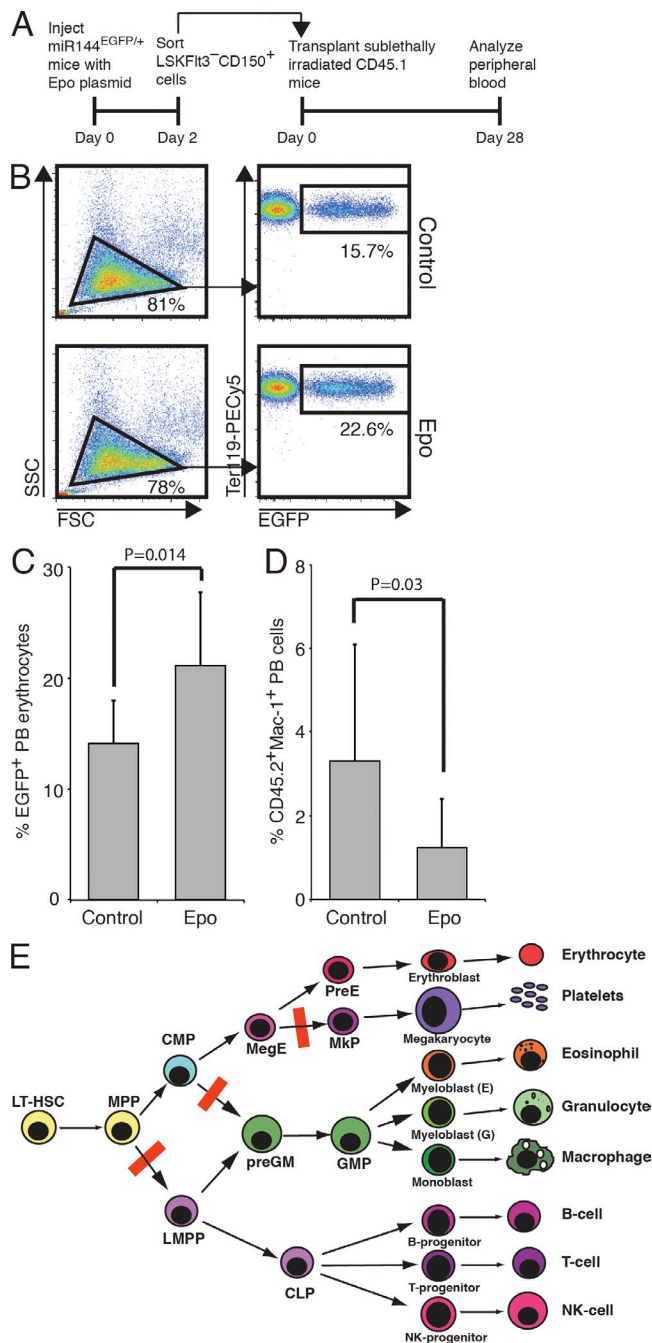 A
Inject
miR144EGFP/+
mice with
Epo plasmid
Sort
LSKFlt3⁻CD150⁺
cells
Transplant sublethally
irradiated CD45.1
mice
Analyze
peripheral
blood
Day 0
Day 2
Day 0
Day 28
B
81%
15.7%
Control
78%
22.6%
Epo
SSC
FSC
Ter119-PECy5
EGFP
C
P=0.014
30
20
10
0
% EGFP⁺ PB erythrocytes
Control
Epo
D
P=0.03
8
6
4
2
0
% CD45.2⁺Mac-1⁺ PB cells
Control
Epo
E
LT-HSC
MPP
CMP
LMPP
MegE
preGM
GMP
CLP
PreE
MkP
Erythroblast
Megakaryocyte
Myeloblast (E)
Myeloblast (G)
Monoblast
B-progenitor
T-progenitor
NK-progenitor
Erythrocyte
Platelets
Eosinophil
Granulocyte
Macrophage
B-cell
T-cell
NK-cell